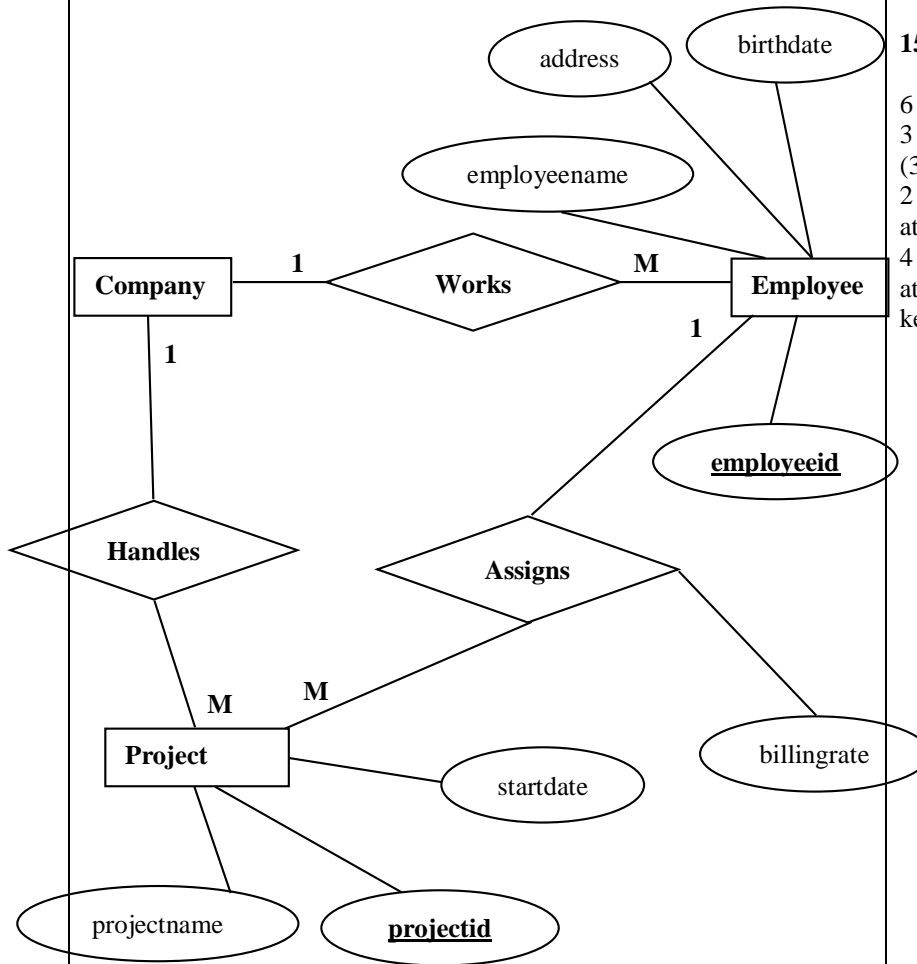 address
birthdate
15
employeename
6
3
(3
2
at
4
at
ke
Company
1
Works
M
Employee
1
1
employeeid
Handles
Assigns
M
M
Project
startdate
billingrate
projectname
projectid